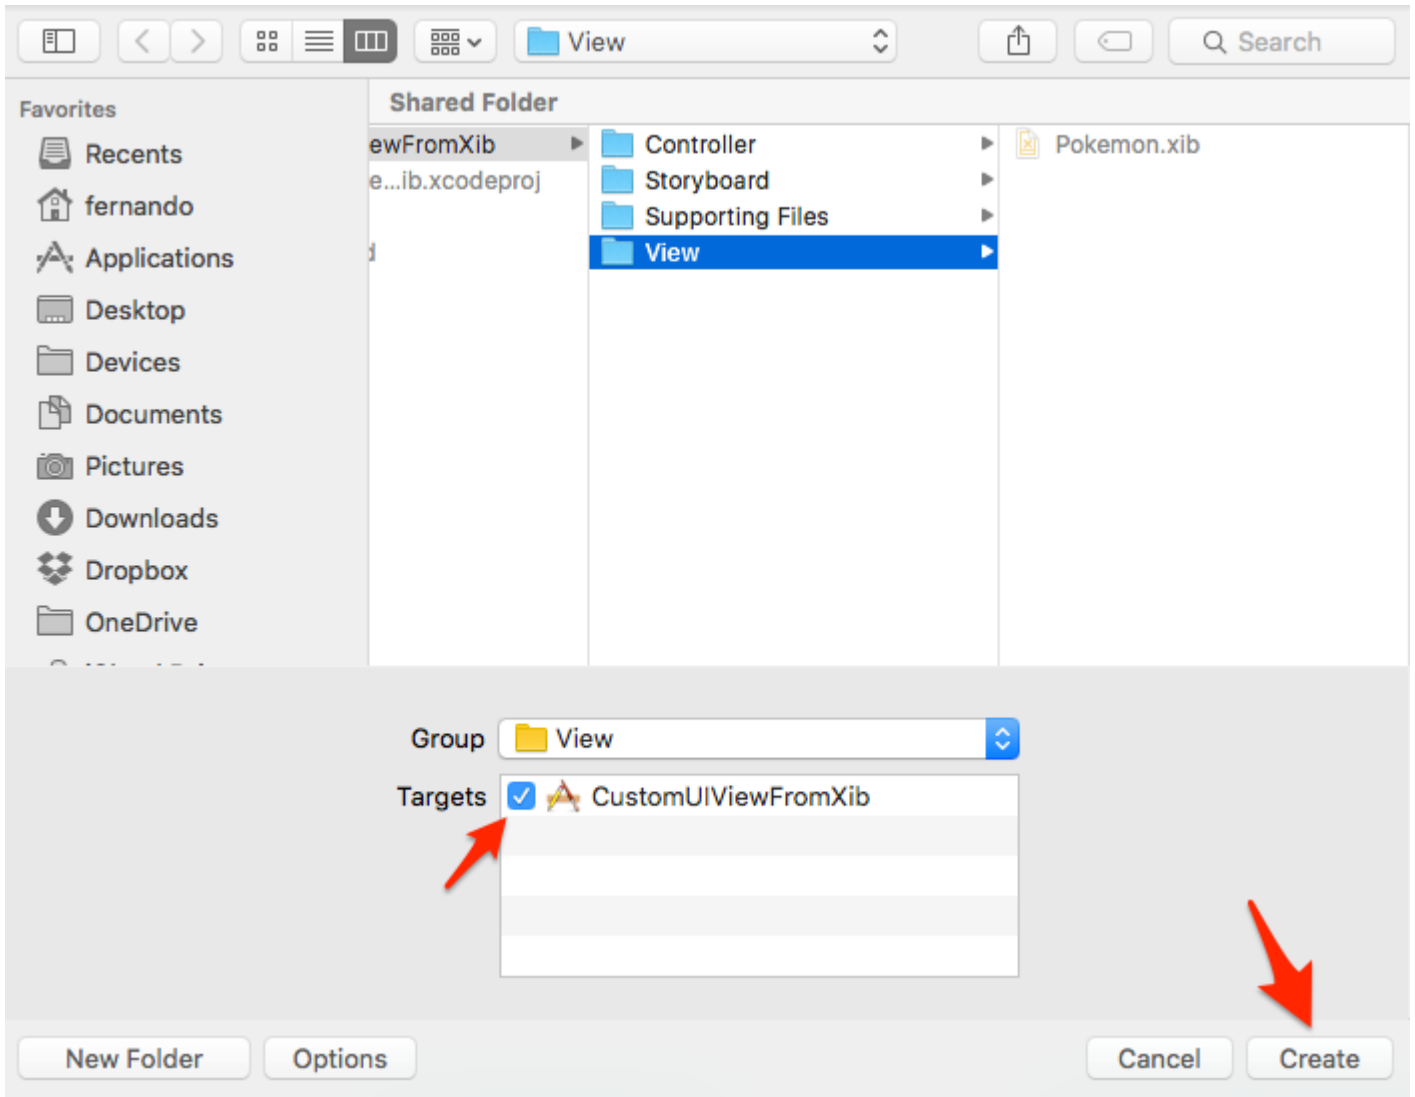 View
Search
Favorites
Shared Folder
Recents
fernando
Applications
Desktop
Devices
Documents
Pictures
Downloads
Dropbox
OneDrive
ewFromXib
e...ib.xcodeproj
d
Controller
Storyboard
Supporting Files
View
Pokemon.xib
Group View
Targets CustomUIViewFromXib
New Folder Options Cancel Create